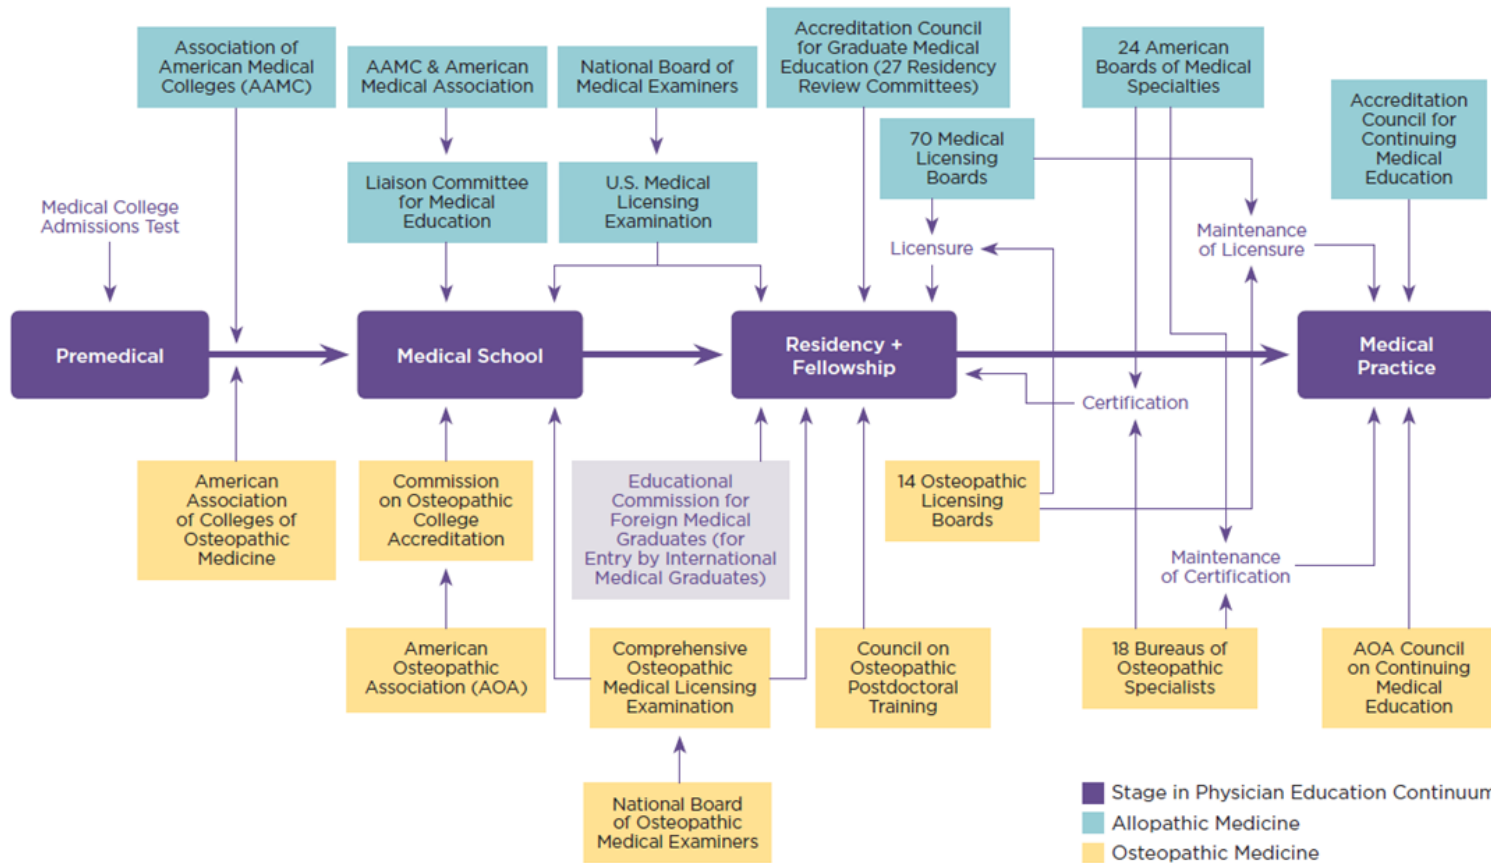 Association of
American Medical
Colleges (AAMC)
AAMC & American
Medical Association
National Board of
Medical Examiners
Accreditation Council
for Graduate Medical
Education (27 Residency
Review Committees)
24 American
Boards of Medical
Specialties
Accreditation
Council for
Continuing
Medical
Education
70 Medical
Licensing
Boards
Liaison Committee
for Medical
Education
U.S. Medical
Licensing
Examination
Medical College
Admissions Test
Licensure
Maintenance
of Licensure
Premedical
Medical School
Residency +
Fellowship
Medical
Practice
Certification
American
Association
of Colleges of
Osteopathic
Medicine
Commission
on Osteopathic
College
Accreditation
Educational
Commission for
Foreign Medical
Graduates (for
Entry by International
Medical Graduates)
14 Osteopathic
Licensing
Boards
Maintenance
of Certification
American
Osteopathic
Association (AOA)
Comprehensive
Osteopathic
Medical Licensing
Examination
Council on
Osteopathic
Postdoctoral
Training
18 Bureaus of
Osteopathic
Specialists
AOA Council
on Continuing
Medical
Education
National Board
of Osteopathic
Medical Examiners
Stage in Physician Education Continuum
Allopathic Medicine
Osteopathic Medicine